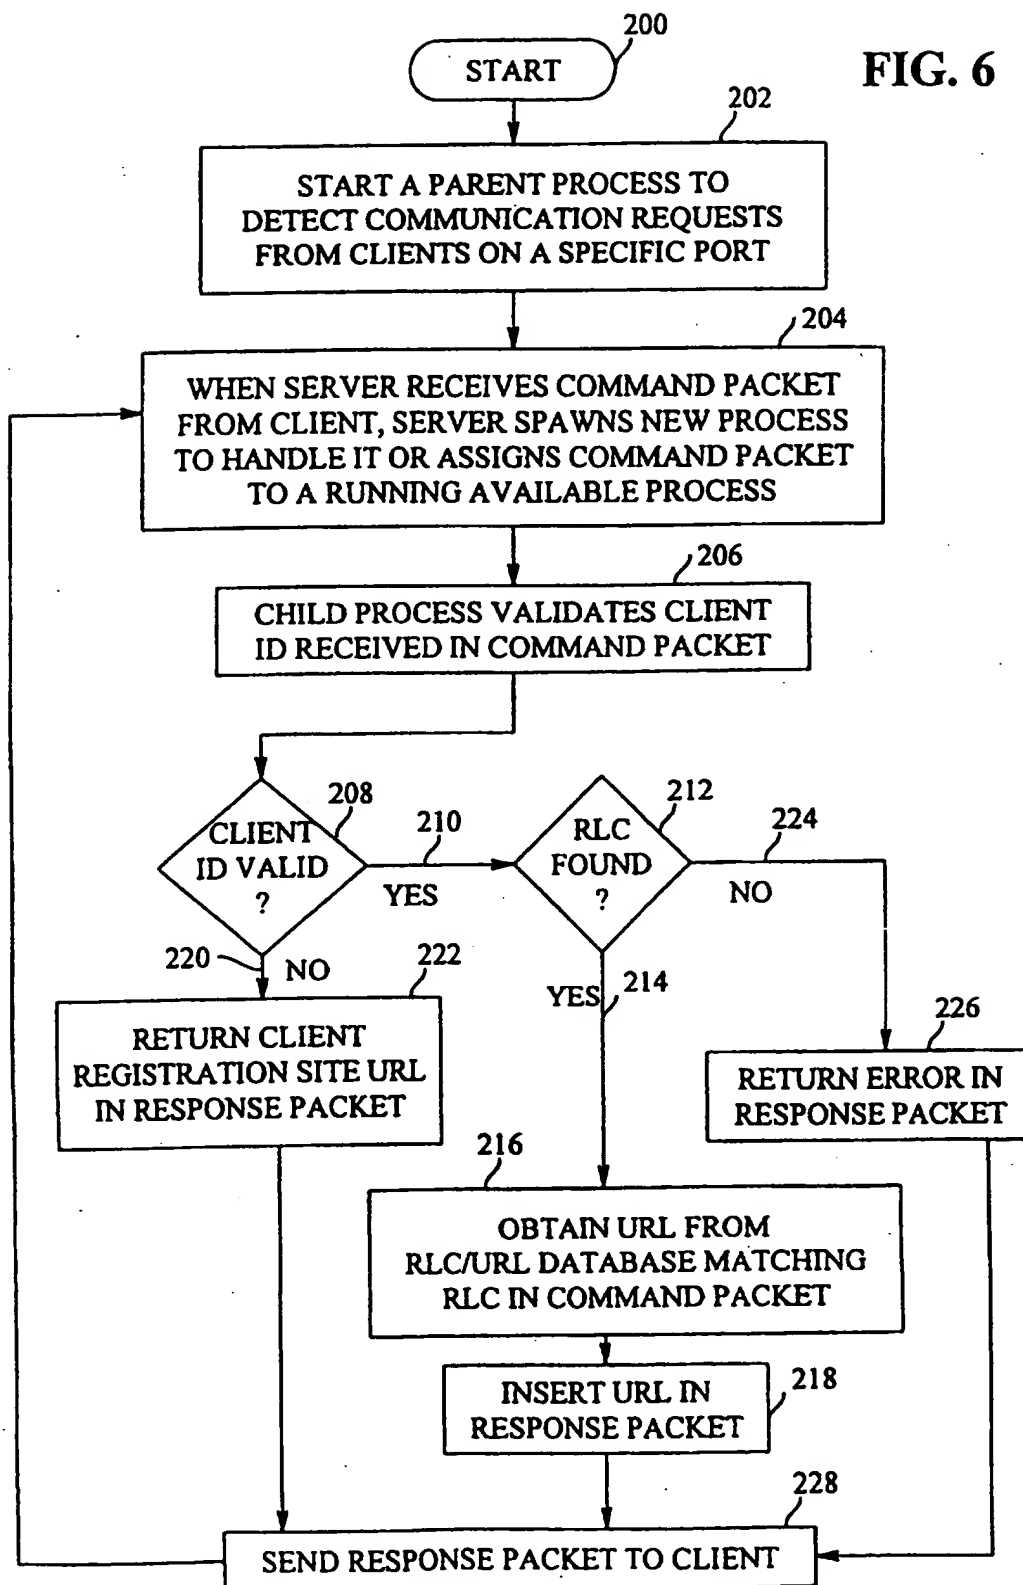 200
START
FIG. 6
202
START A PARENT PROCESS TO
DETECT COMMUNICATION REQUESTS
FROM CLIENTS ON A SPECIFIC PORT
204
WHEN SERVER RECEIVES COMMAND PACKET
FROM CLIENT, SERVER SPAWNS NEW PROCESS
TO HANDLE IT OR ASSIGNS COMMAND PACKET
TO A RUNNING AVAILABLE PROCESS
206
CHILD PROCESS VALIDATES CLIENT
ID RECEIVED IN COMMAND PACKET
208
CLIENT
ID VALID
?
210
YES
212
RLC
FOUND
?
224
NO
220
NO
222
RETURN CLIENT
REGISTRATION SITE URL
IN RESPONSE PACKET
YES
214
226
RETURN ERROR IN
RESPONSE PACKET
216
OBTAIN URL FROM
RLC/URL DATABASE MATCHING
RLC IN COMMAND PACKET
INSERT URL IN
RESPONSE PACKET
218
228
SEND RESPONSE PACKET TO CLIENT